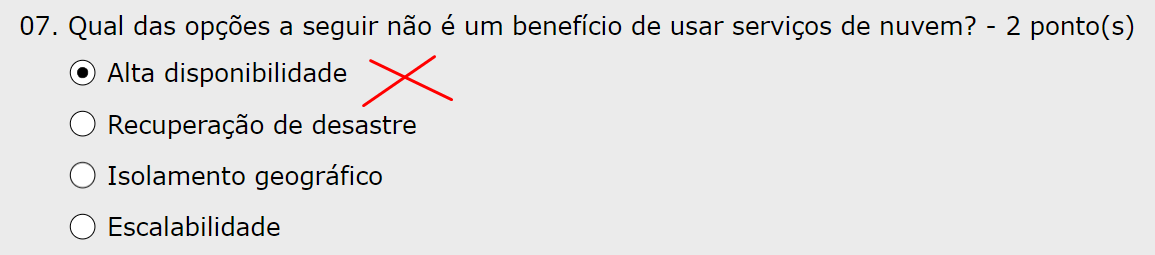 07. Qual das opções a seguir não é um benefício de usar serviços de nuvem? - 2 ponto(s)
Alta disponibilidade
Recuperação de desastre
Isolamento geográfico
Escalabilidade